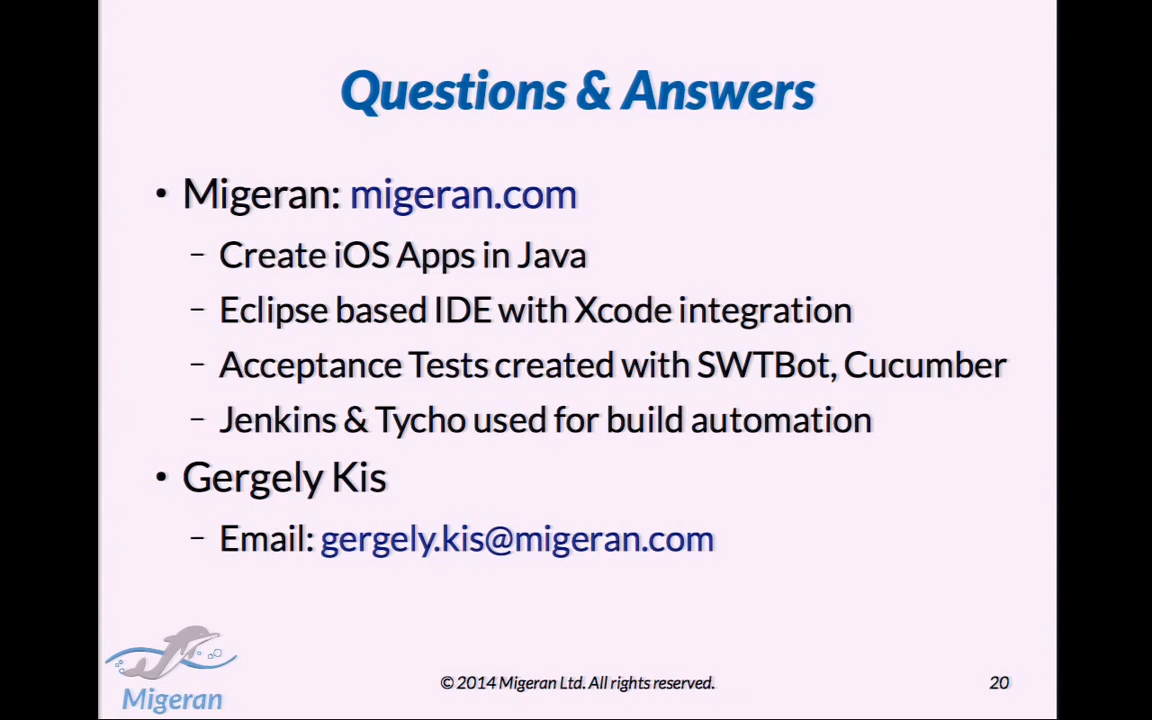 Questions & Answers
• Migeran: migeran.com
– Create iOS Apps in Java
– Eclipse based IDE with Xcode integration
– Acceptance Tests created with SWTBot, Cucumber
– Jenkins & Tycho used for build automation
• Gergely Kis
– Email: gergely.kis@migeran.com
Migeran
© 2014 Migeran Ltd. All rights reserved.
20